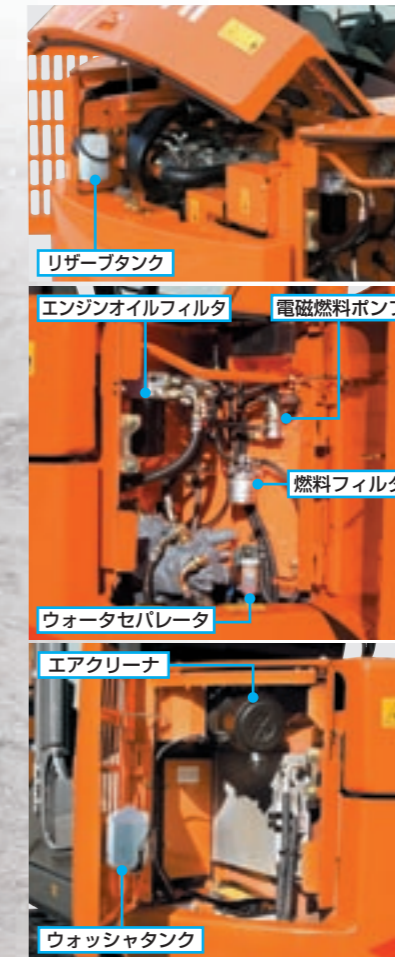 リザーブタンク
エンジンオイルフィルタ
電磁燃料ポンプ
燃料フィルタ
ウォータセパレータ
エアクリーナ
ウォッシャタンク